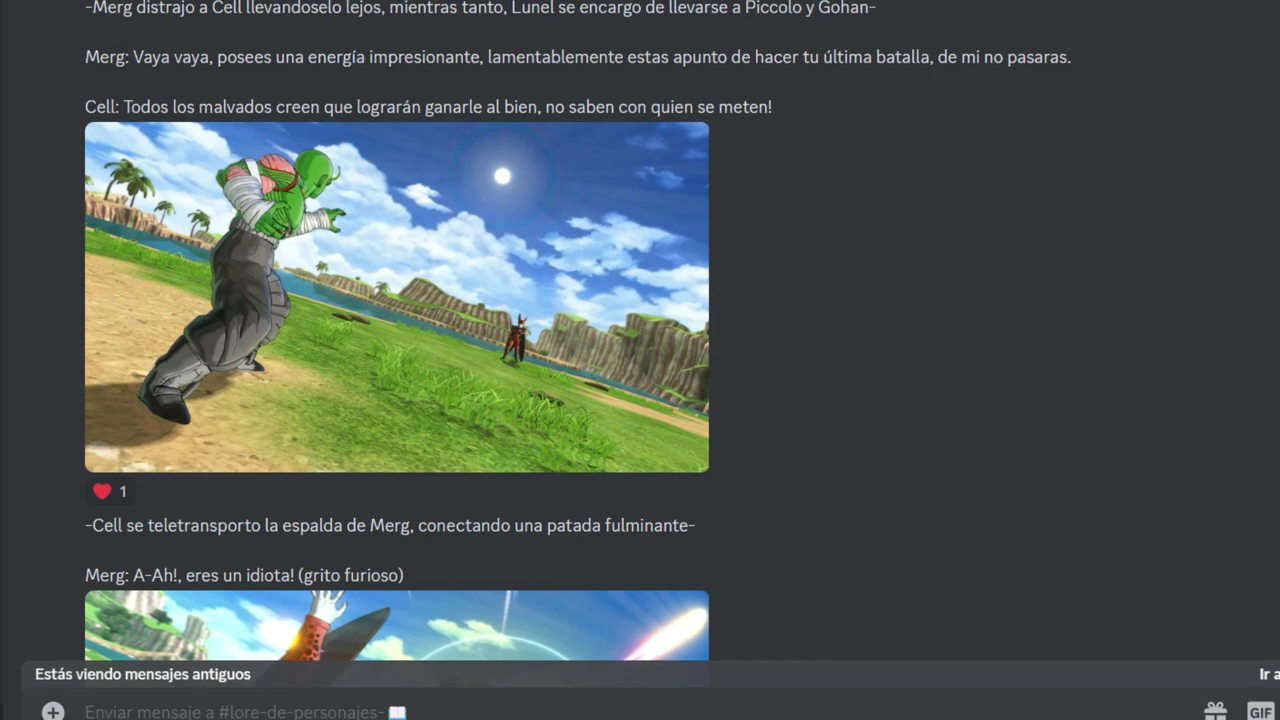 -Merg distrajo a Cell llevandoselo lejos, mientras tanto, Lunel se encargo de llevarse a Piccolo y Gohan-
Merg: Vaya vaya, posees una energía impresionante, lamentablemente estas apunto de hacer tu última batalla, de mi no pasaras.
Cell: Todos los malvados creen que lograrán ganarle al bien, no saben con quien se meten!
1
-Cell se teletransporto la espalda de Merg, conectando una patada fulminante-
Merg: A-Ah!, eres un idiota! (grito furioso)
Estás viendo mensajes antiguos
Ir a
Enviar mensaje a #lore-de-personajes-
GIF